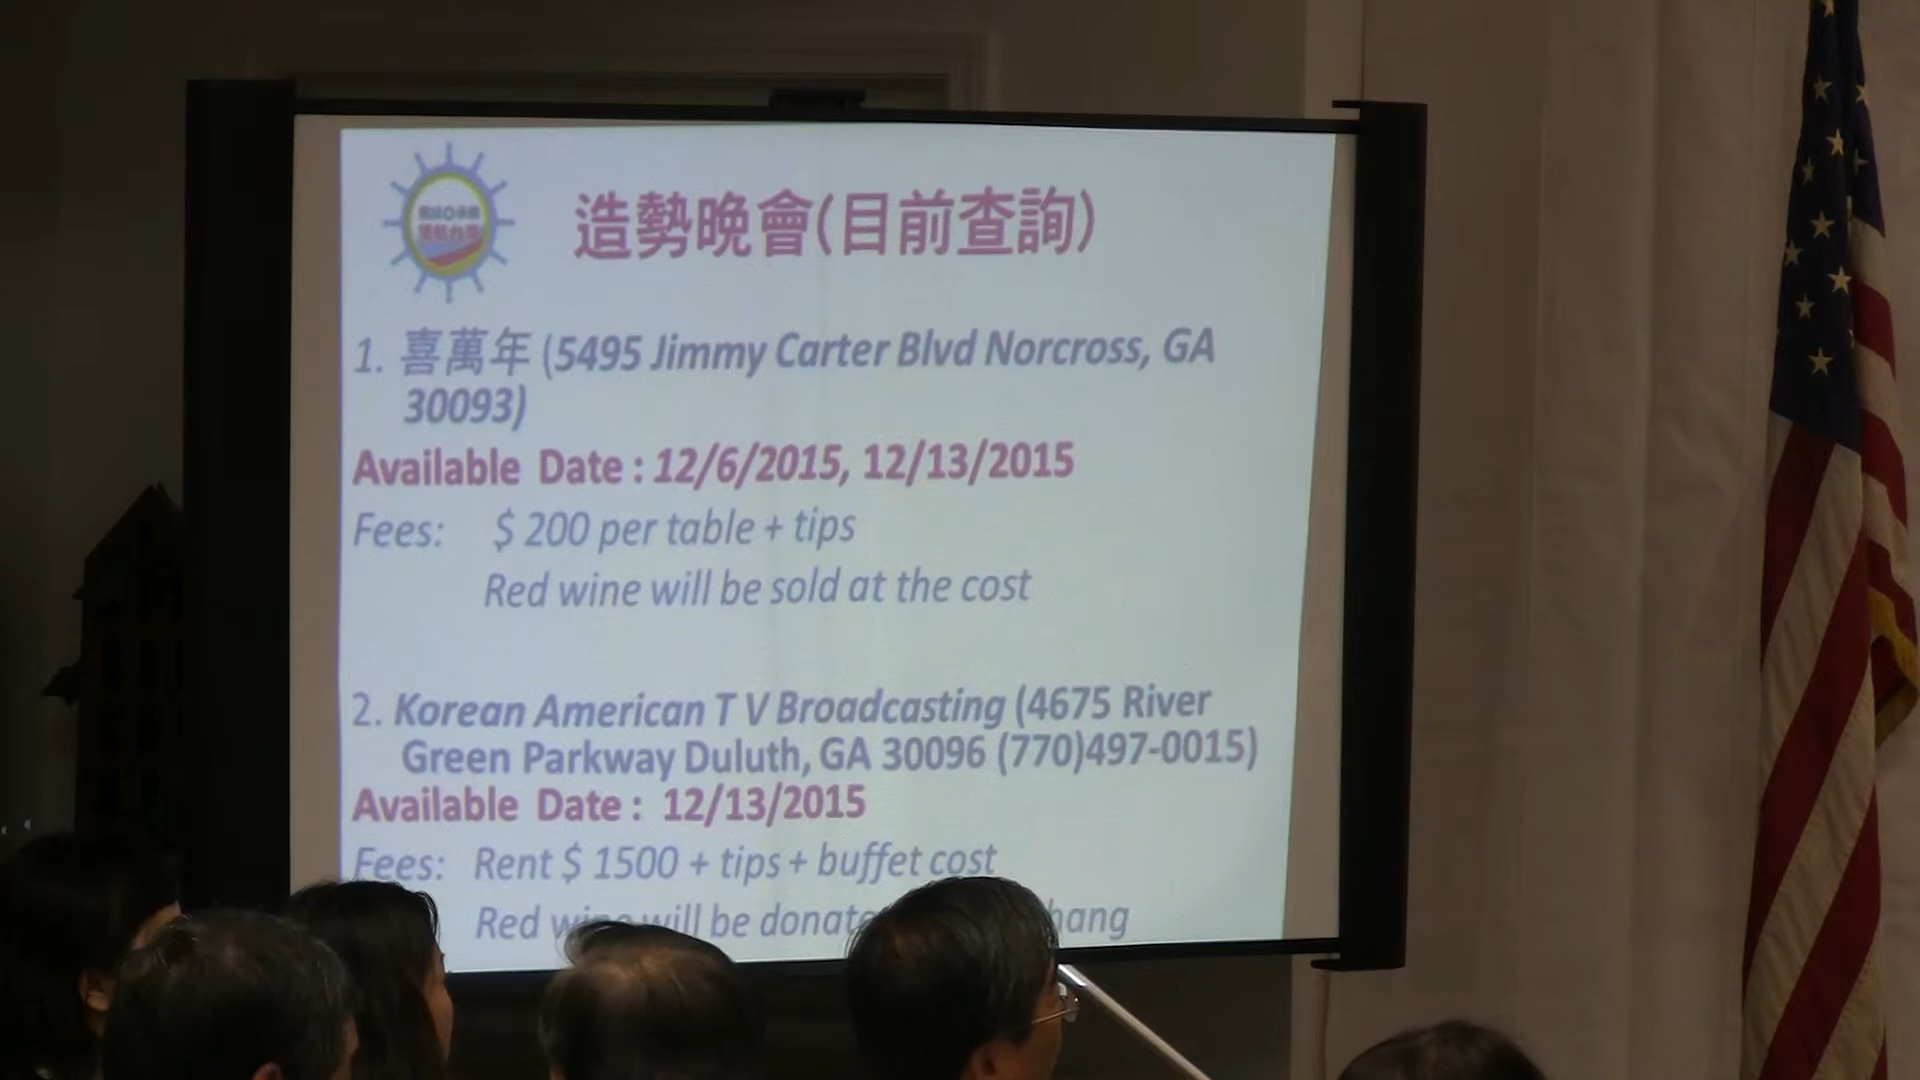 造勢晚會(目前查詢)
1. 喜萬年 (5495 Jimmy Carter Blvd Norcross, GA
30093)
Available Date : 12/6/2015, 12/13/2015
Fees: $ 200 per table + tips
Red wine will be sold at the cost
2. Korean American T V Broadcasting (4675 River
Green Parkway Duluth, GA 30096 (770)497-0015)
Available Date : 12/13/2015
Fees: Rent $ 1500 + tips + buffet cost
Red wine will be